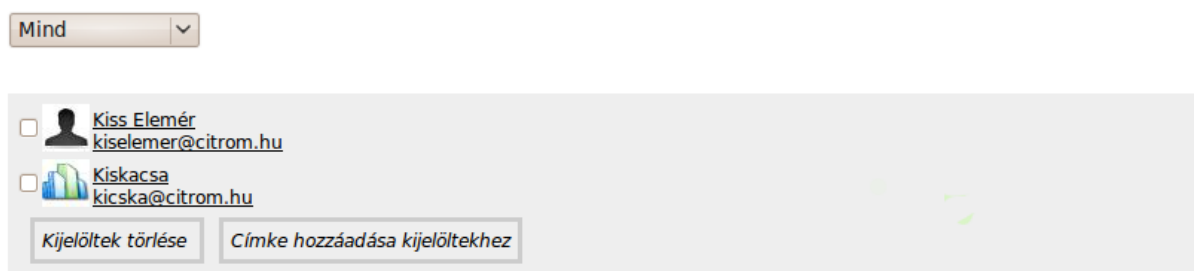 Mind
Kiss Elemér
kiselemer@citrom.hu
Kiskacsa
kicska@citrom.hu
Kijelöltek törlése
Címke hozzáadása kijelöltekhez